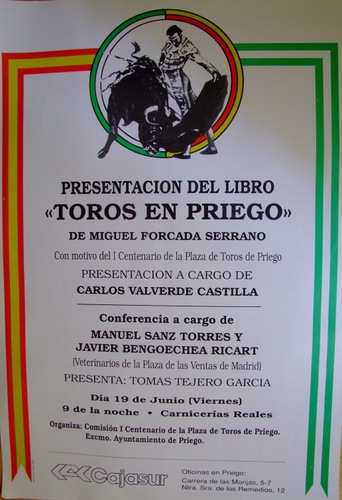 PRESENTACION DEL LIBRO
«TOROS EN PRIEGO»
DE MIGUEL FORCADA SERRANO
Con motivo del I Centenario de la Plaza de Toros de Priego
PRESENTACION A CARGO DE
CARLOS VALVERDE CASTILLA
Conferencia a cargo de
MANUEL SANZ TORRES Y
JAVIER BENGOECHEA RICART
(Veterinarios de la Plaza de las Ventas de Madríd)
PRESENTA: TOMAS TEJERO GARCIA
Día 19 de Junio (Viernes)
9 de la noche • Carnicerías Reales
Organiza: Comisión I Centenario de la Plaza de Toros de Priego.
Excmo. Ayuntamiento de Priego.
Cajasur
Oficinas en Priego:
Carrera de las Monjas, 5-7
Ntra. Sra. de los Remedios, 12